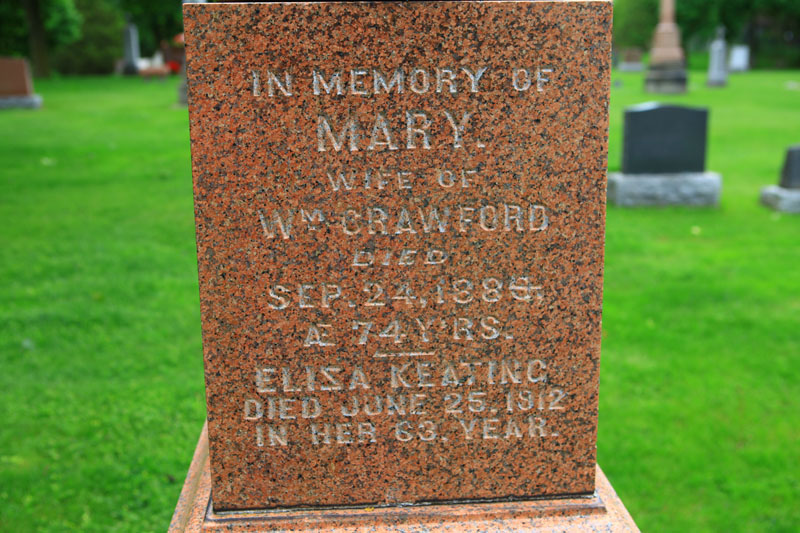 IN MEMORY OF
MARY.
WIFE OF
Wᴹ CRAWFORD
DIED
SEP. 24,
Æ 74 Y'RS.
ELIZA KEATING
DIED JUNE 25, 1912
IN HER 63. YEAR.